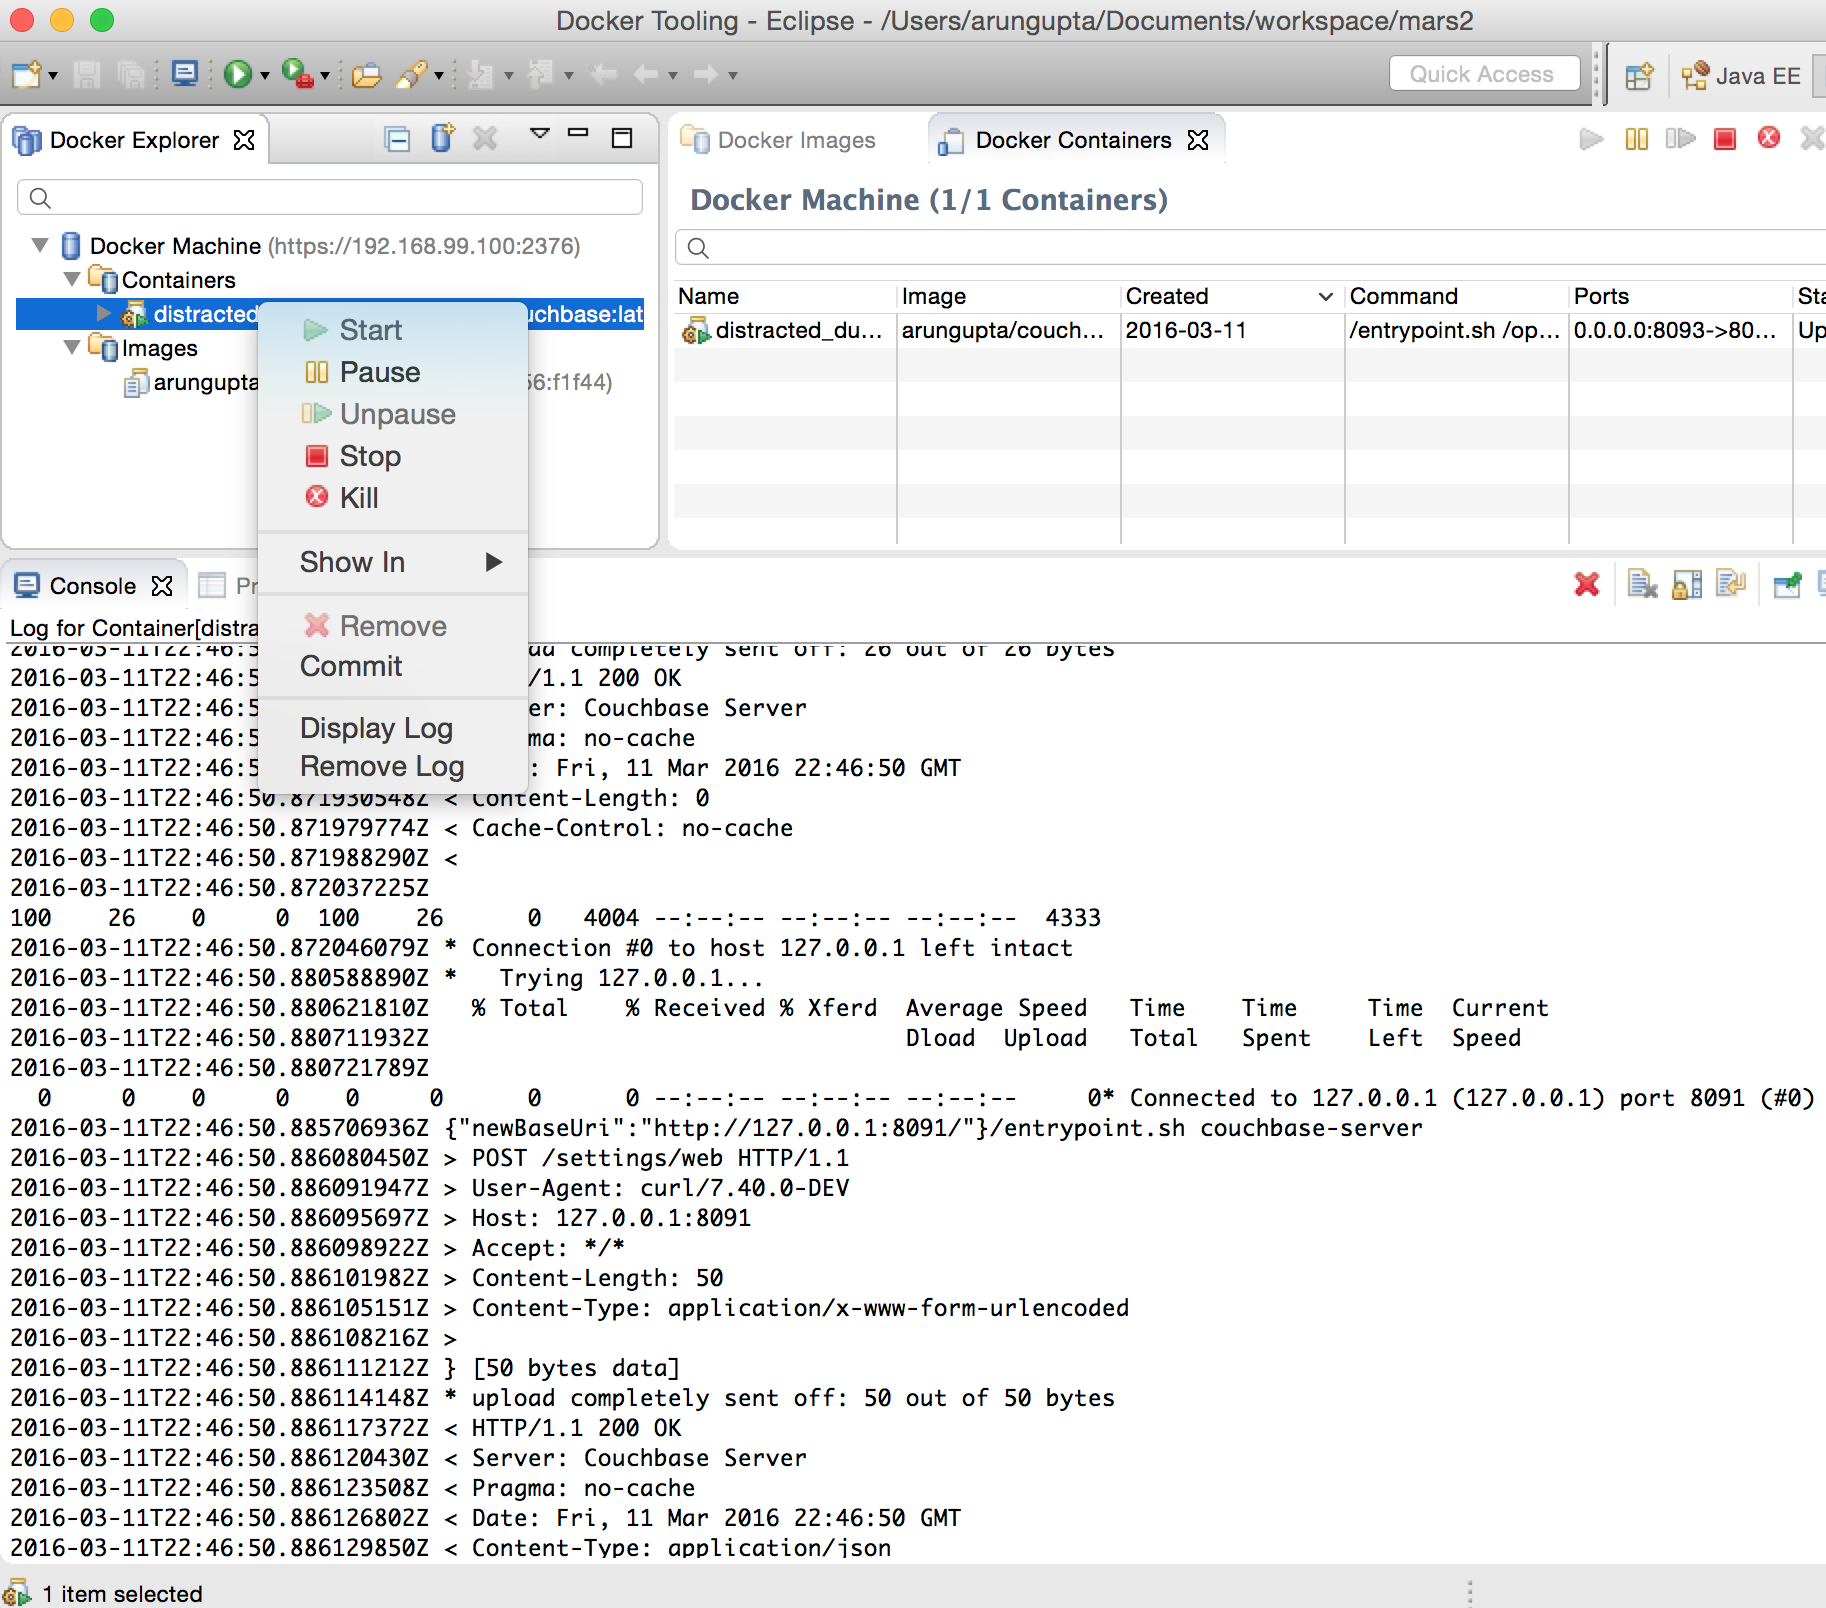 Docker Tooling - Eclipse - /Users/arungupta/Documents/workspace/mars2
Quick Access
Java EE
Docker Explorer
Docker Machine (https://192.168.99.100:2376)
Containers
distracted uchbase:lat
Images
arungupta 56:f1f44)
Start
Pause
Unpause
Stop
Kill
Show In
Remove
Commit
Display Log
Remove Log
Docker Images
Docker Containers
Docker Machine (1/1 Containers)
Name Image Created Command Ports Sta
distracted_du... arungupta/couch... 2016-03-11 /entrypoint.sh /op... 0.0.0.0:8093->80... Up
Console Pr
Log for Container[distra
2016-03-11T22:46:5 ad completely sent off: 26 out of 26 bytes
2016-03-11T22:46:5 /1.1 200 OK
2016-03-11T22:46:5 er: Couchbase Server
2016-03-11T22:46:5 ma: no-cache
2016-03-11T22:46:5 : Fri, 11 Mar 2016 22:46:50 GMT
2016-03-11T22:46:50.871930548Z < Content-Length: 0
2016-03-11T22:46:50.871979774Z < Cache-Control: no-cache
2016-03-11T22:46:50.871988290Z <
2016-03-11T22:46:50.872037225Z
100 26 0 0 100 26 0 4004 --:--:-- --:--:-- --:--:-- 4333
2016-03-11T22:46:50.872046079Z * Connection #0 to host 127.0.0.1 left intact
2016-03-11T22:46:50.880588890Z * Trying 127.0.0.1...
2016-03-11T22:46:50.880621810Z % Total % Received % Xferd Average Speed Time Time Time Current
2016-03-11T22:46:50.880711932Z Dload Upload Total Spent Left Speed
2016-03-11T22:46:50.880721789Z
0 0 0 0 0 0 0 0 --:--:-- --:--:-- --:--:-- 0* Connected to 127.0.0.1 (127.0.0.1) port 8091 (#0)
2016-03-11T22:46:50.885706936Z {"newBaseUri":"http://127.0.0.1:8091/"}/entrypoint.sh couchbase-server
2016-03-11T22:46:50.886080450Z > POST /settings/web HTTP/1.1
2016-03-11T22:46:50.886091947Z > User-Agent: curl/7.40.0-DEV
2016-03-11T22:46:50.886095697Z > Host: 127.0.0.1:8091
2016-03-11T22:46:50.886098922Z > Accept: */*
2016-03-11T22:46:50.886101982Z > Content-Length: 50
2016-03-11T22:46:50.886105151Z > Content-Type: application/x-www-form-urlencoded
2016-03-11T22:46:50.886108216Z >
2016-03-11T22:46:50.886111212Z } [50 bytes data]
2016-03-11T22:46:50.886114148Z * upload completely sent off: 50 out of 50 bytes
2016-03-11T22:46:50.886117372Z < HTTP/1.1 200 OK
2016-03-11T22:46:50.886120430Z < Server: Couchbase Server
2016-03-11T22:46:50.886123508Z < Pragma: no-cache
2016-03-11T22:46:50.886126802Z < Date: Fri, 11 Mar 2016 22:46:50 GMT
2016-03-11T22:46:50.886129850Z < Content-Type: application/json
1 item selected